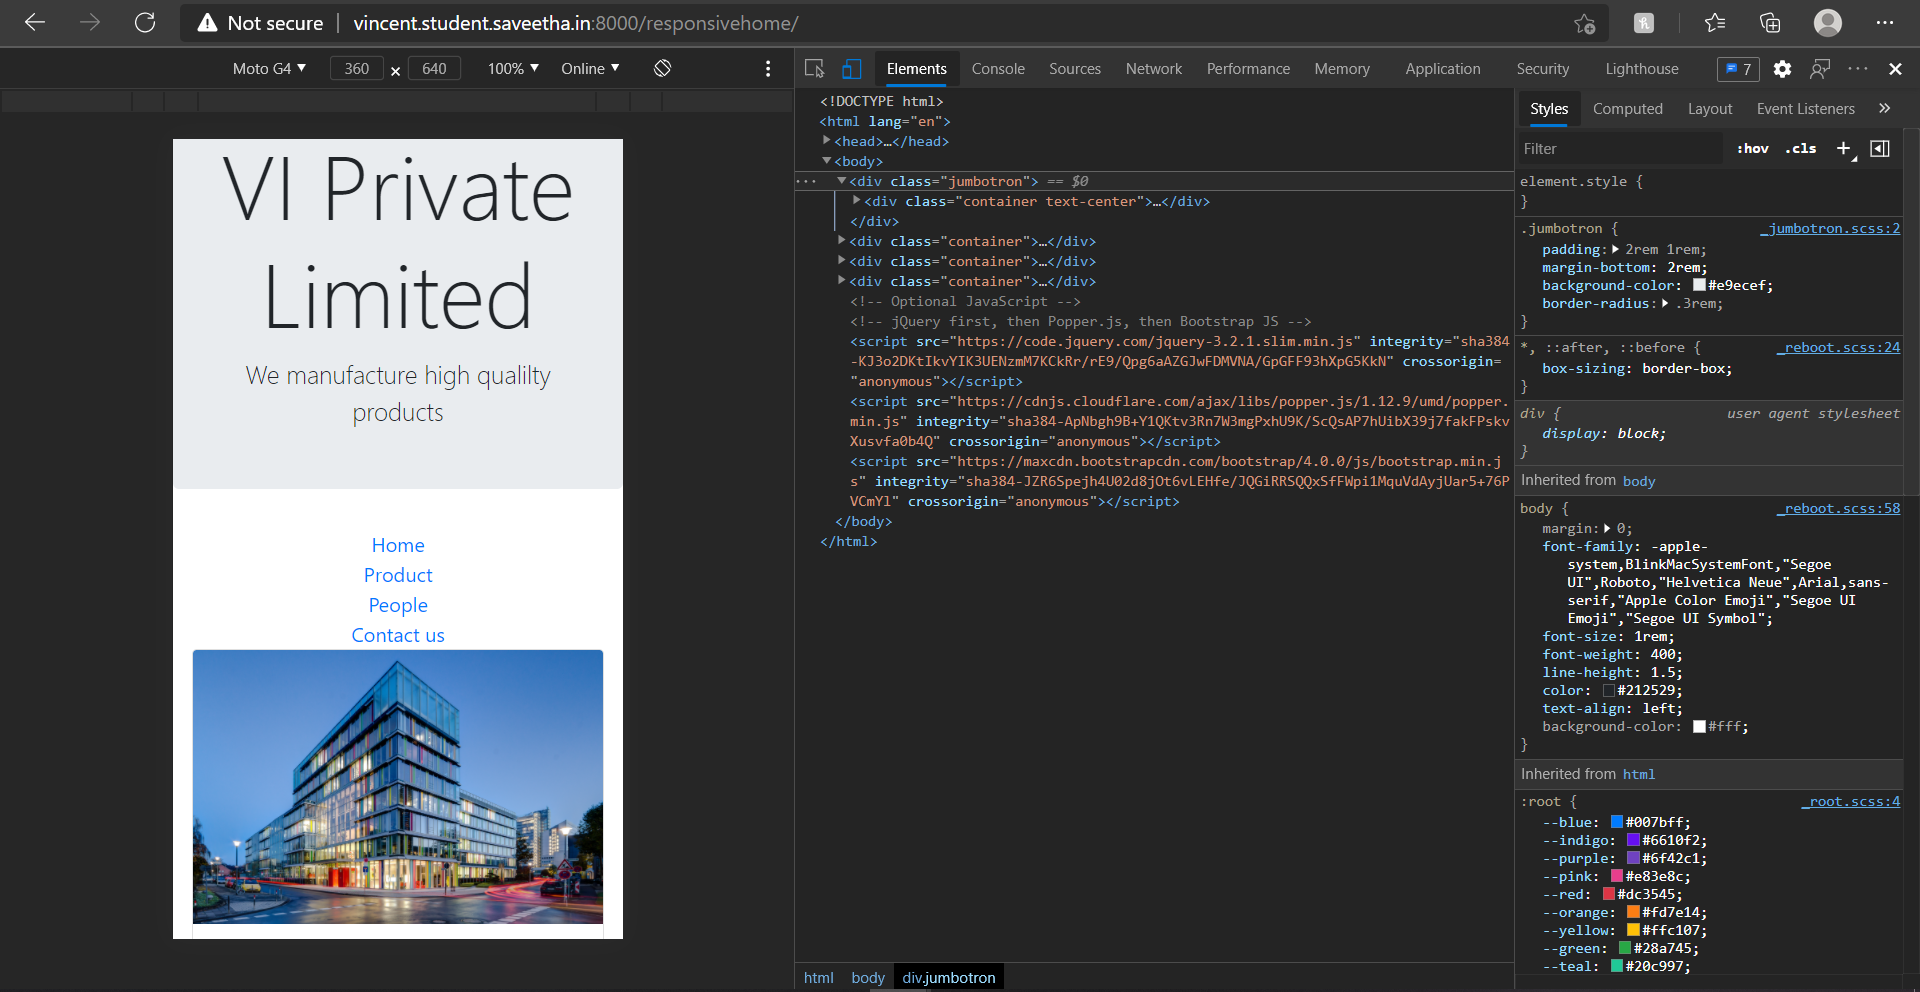 Not secure | vincent.student.saveetha.in:8000/responsivehome/
Moto G4 ▼ 360 x 640 100% ▼ Online ▼
Elements Console Sources Network Performance Memory Application Security Lighthouse 7
VI Private
Limited
We manufacture high qualilty
products
Home
Product
People
Contact us
<!DOCTYPE html>
<html lang="en">
<head>…</head>
<body>
<div class="jumbotron"> == $0
<div class="container text-center">…</div>
</div>
<div class="container">…</div>
<div class="container">…</div>
<div class="container">…</div>
<!-- Optional JavaScript -->
<!-- jQuery first, then Popper.js, then Bootstrap JS -->
<script src="https://code.jquery.com/jquery-3.2.1.slim.min.js" integrity="sha384
-KJ3o2DKtIkvYIK3UENzmM7KCkRr/rE9/Qpg6aAZGJwFDMVNA/GpGFF93hXpG5KkN" crossorigin=
"anonymous"></script>
<script src="https://cdnjs.cloudflare.com/ajax/libs/popper.js/1.12.9/umd/popper.
min.js" integrity="sha384-ApNbgh9B+Y1QKtv3Rn7W3mgPxhU9K/ScQsAP7hUibX39j7fakFPskv
Xusvfa0b4Q" crossorigin="anonymous"></script>
<script src="https://maxcdn.bootstrapcdn.com/bootstrap/4.0.0/js/bootstrap.min.j
s" integrity="sha384-JZR6Spejh4U02d8jOt6vLEHfe/JQGiRRSQQxSfFWpi1MquVdAyjUar5+76P
VCmYl" crossorigin="anonymous"></script>
</body>
</html>
html body div.jumbotron
Styles Computed Layout Event Listeners »
Filter :hov .cls +
element.style {
}
.jumbotron { _jumbotron.scss:2
padding: 2rem 1rem;
margin-bottom: 2rem;
background-color: #e9ecef;
border-radius: .3rem;
}
*, ::after, ::before { _reboot.scss:24
box-sizing: border-box;
}
div { user agent stylesheet
display: block;
}
Inherited from body
body { _reboot.scss:58
margin: 0;
font-family: -apple-
system,BlinkMacSystemFont,"Segoe
UI",Roboto,"Helvetica Neue",Arial,sans-
serif,"Apple Color Emoji","Segoe UI
Emoji","Segoe UI Symbol";
font-size: 1rem;
font-weight: 400;
line-height: 1.5;
color: #212529;
text-align: left;
background-color: #fff;
}
Inherited from html
:root { _root.scss:4
--blue: #007bff;
--indigo: #6610f2;
--purple: #6f42c1;
--pink: #e83e8c;
--red: #dc3545;
--orange: #fd7e14;
--yellow: #ffc107;
--green: #28a745;
--teal: #20c997;